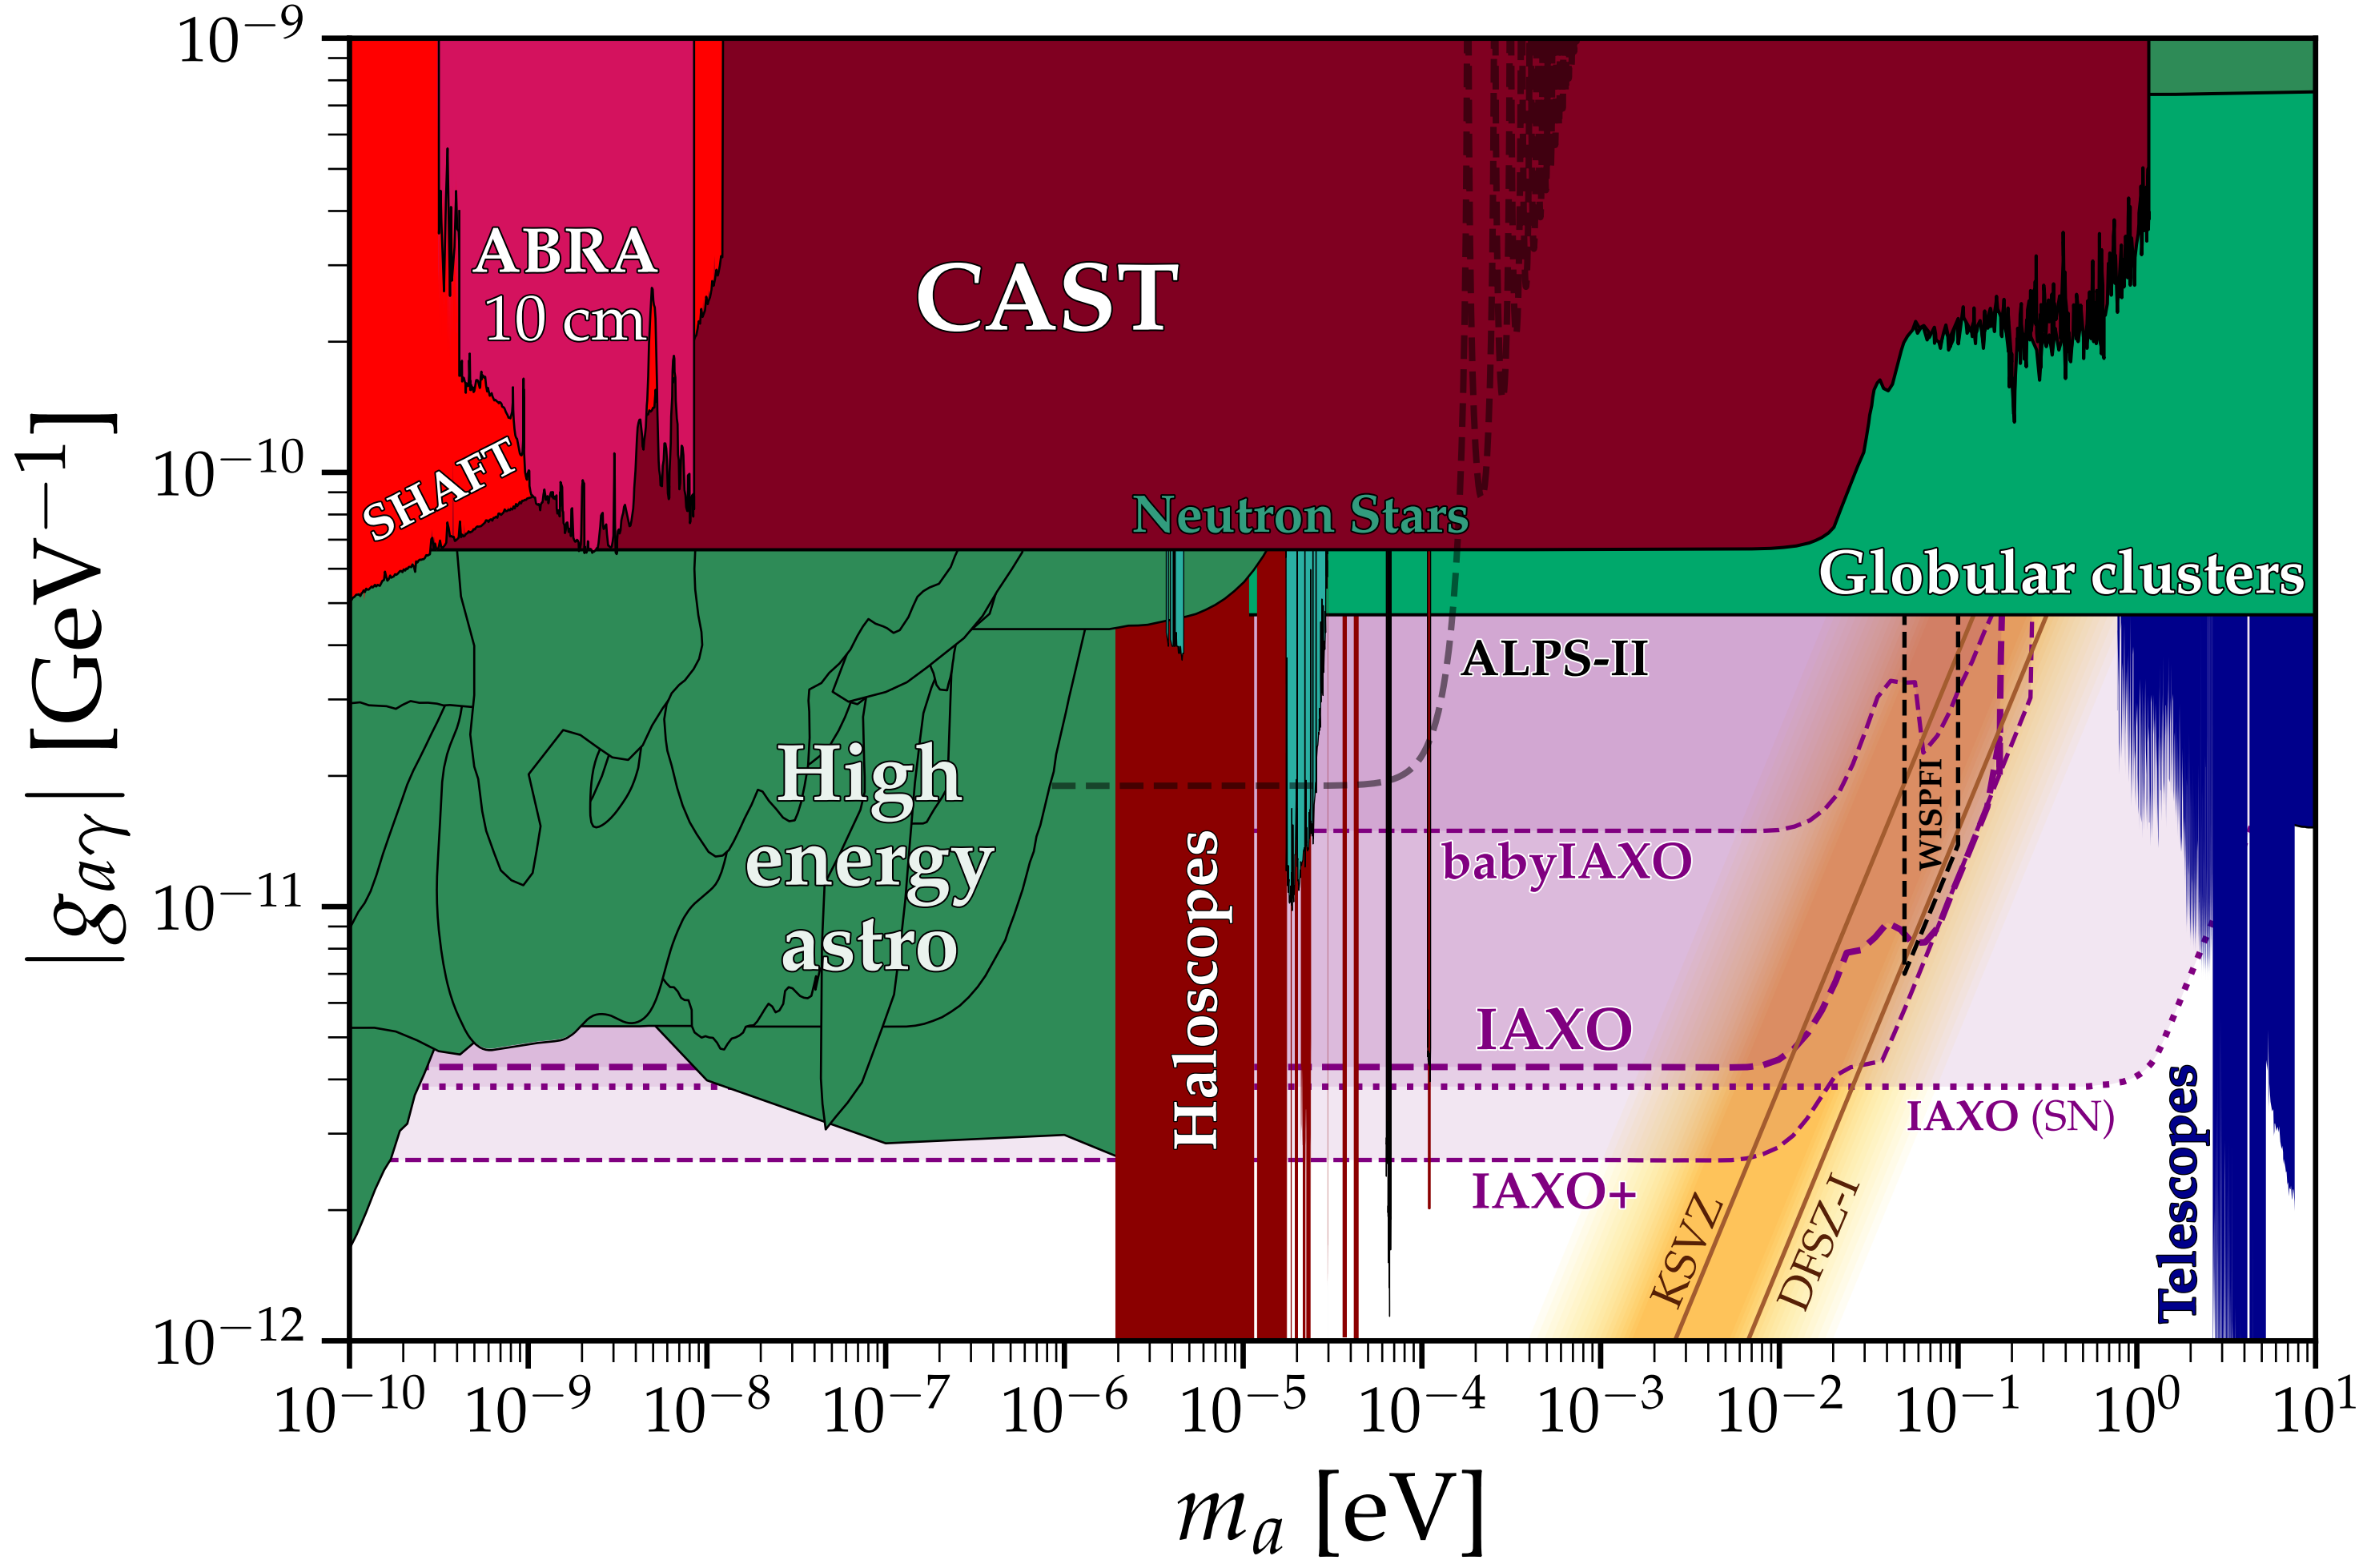 |g_{aγ}| [GeV^{−1}]
10^{−9}
10^{−10}
10^{−11}
10^{−12}
ABRA
10 cm
SHAFT
CAST
Neutron Stars
Globular clusters
ALPS-II
High
energy
astro
Haloscopes
babyIAXO
WISPFI
IAXO
IAXO (SN)
IAXO+
KSVZ
DFSZ-I
Telescopes
10^{−10} 10^{−9} 10^{−8} 10^{−7} 10^{−6} 10^{−5} 10^{−4} 10^{−3} 10^{−2} 10^{−1} 10^{0} 10^{1}
m_a [eV]